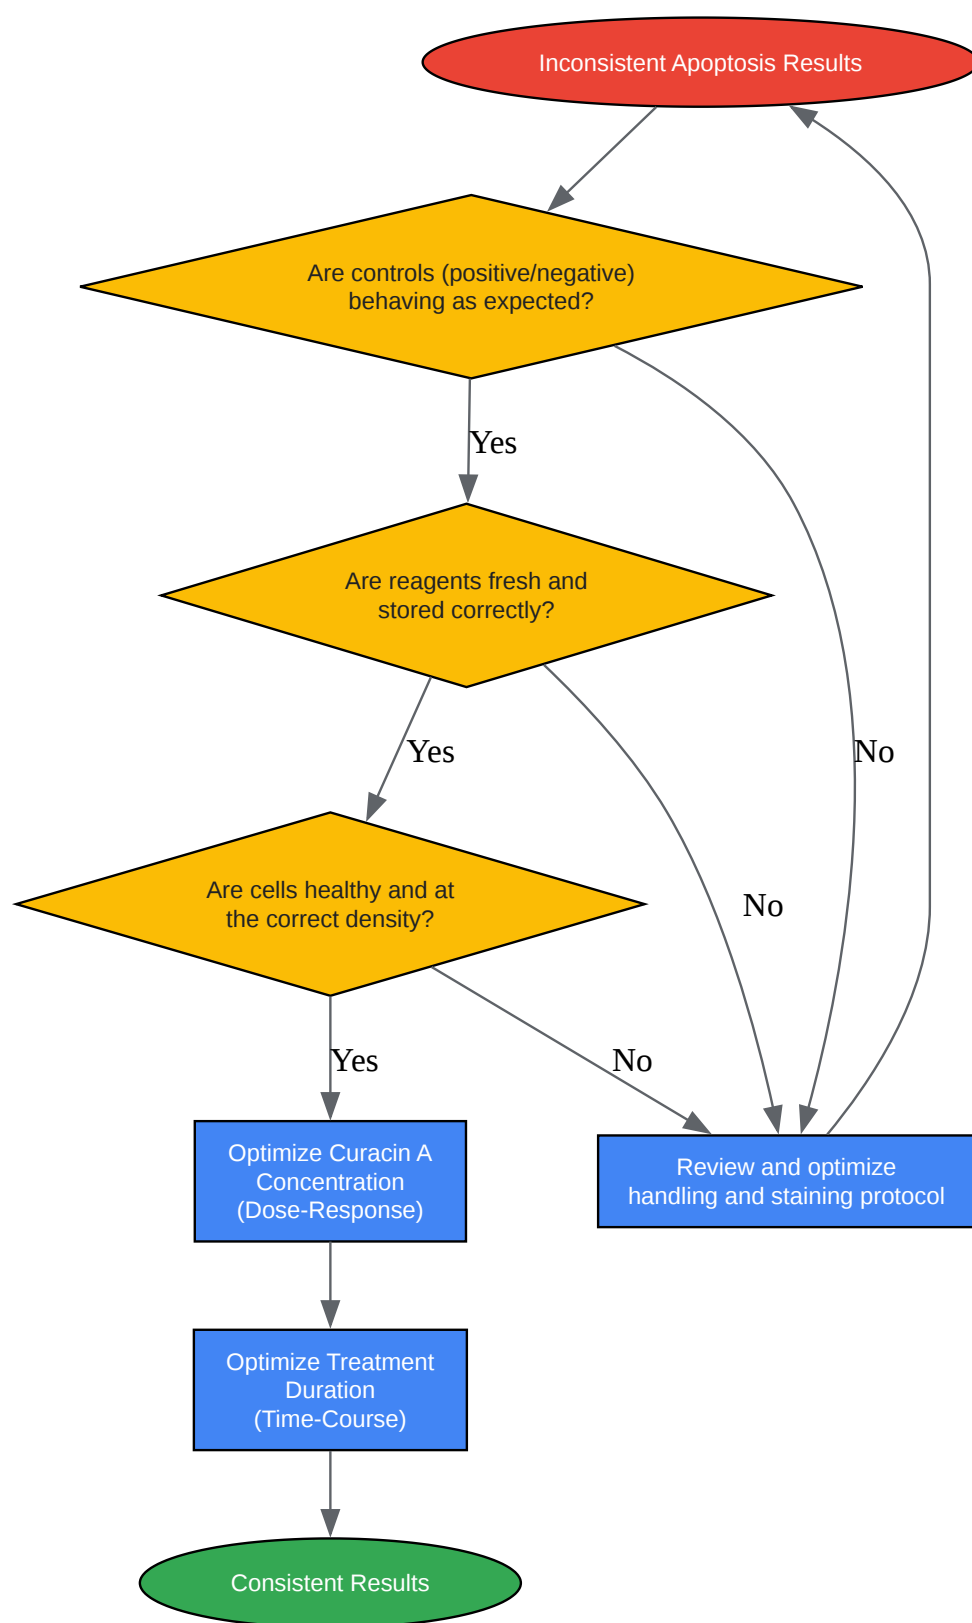 Inconsistent Apoptosis Results
Are controls (positive/negative)
behaving as expected?
Yes
Are reagents fresh and
stored correctly?
Yes
No
Are cells healthy and at
the correct density?
No
Yes
No
Optimize Curacin A
Concentration
(Dose-Response)
Review and optimize
handling and staining protocol
Optimize Treatment
Duration
(Time-Course)
Consistent Results